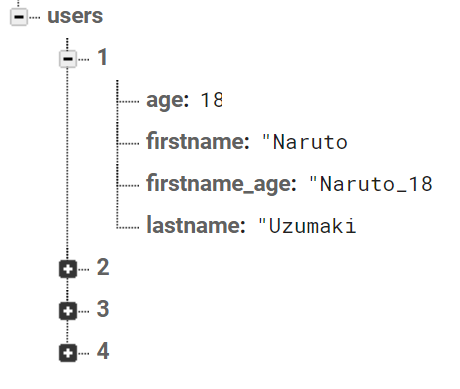 users
1
age: 18
firstname: "Naruto
firstname_age: "Naruto_18
lastname: "Uzumaki
2
3
4